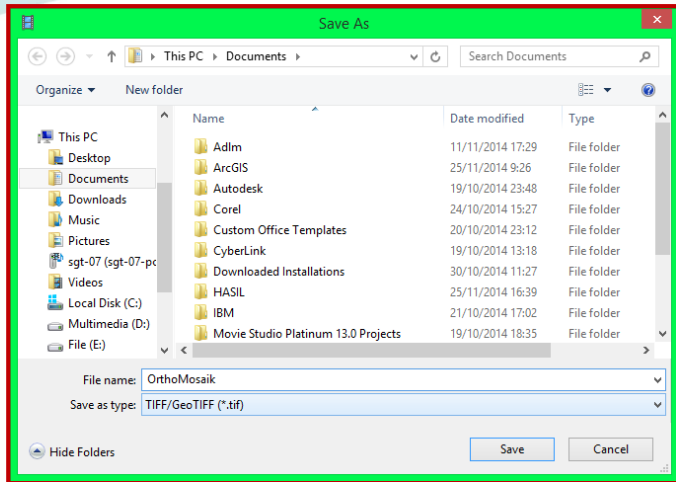 Save As
This PC Documents Search Documents
Organize New folder
Name Date modified Type
This PC
Desktop
Documents
Downloads
Music
Pictures
sgt-07 (sgt-07-pc
Videos
Local Disk (C:)
Multimedia (D:)
File (E:)
Adlm 11/11/2014 17:29 File folder
ArcGIS 25/11/2014 9:26 File folder
Autodesk 19/10/2014 23:48 File folder
Corel 24/10/2014 15:27 File folder
Custom Office Templates 20/10/2014 23:12 File folder
CyberLink 19/10/2014 13:18 File folder
Downloaded Installations 30/10/2014 11:27 File folder
HASIL 25/11/2014 16:39 File folder
IBM 21/10/2014 17:02 File folder
Movie Studio Platinum 13.0 Projects 19/10/2014 18:35 File folder
File name: OrthoMosaik
Save as type: TIFF/GeoTIFF (*.tif)
Hide Folders Save Cancel